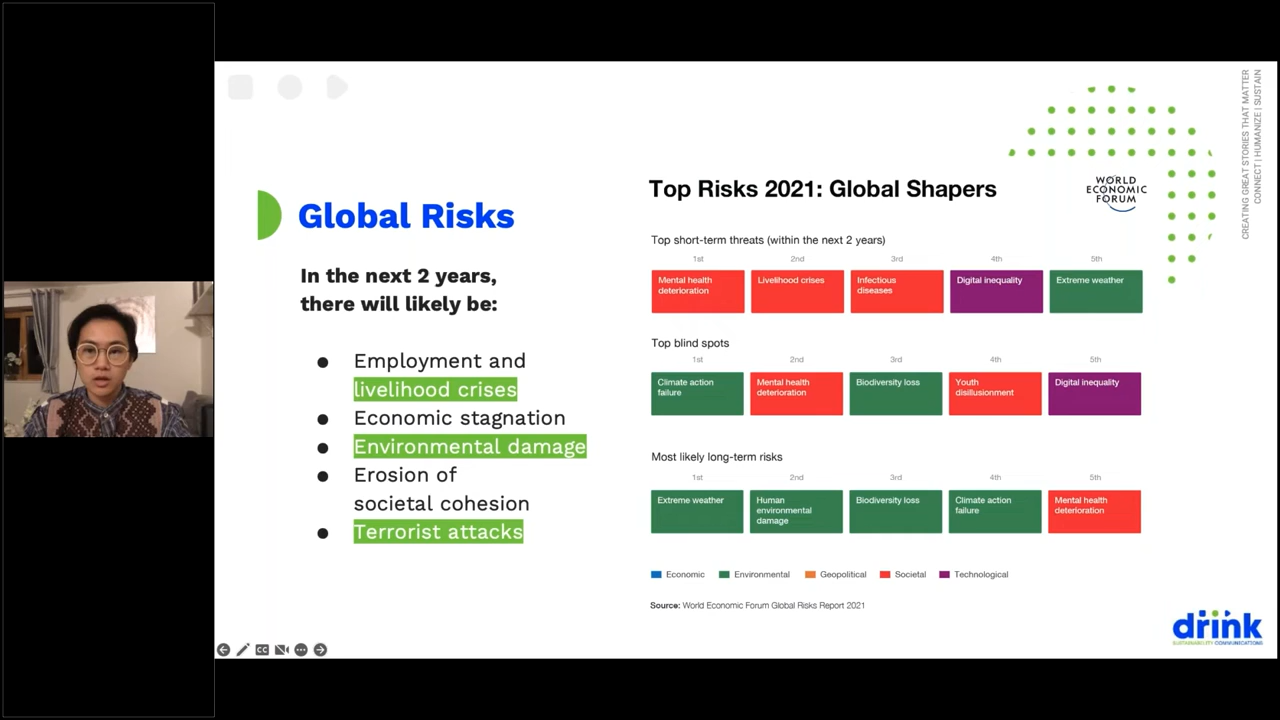 CREATING GREAT STORIES THAT MATTER
CONNECT | HUMANIZE | SUSTAIN
Global Risks
In the next 2 years,
there will likely be:
● Employment and
livelihood crises
● Economic stagnation
● Environmental damage
● Erosion of
societal cohesion
● Terrorist attacks
Top Risks 2021: Global Shapers
WORLD
ECONOMIC
FORUM
Top short-term threats (within the next 2 years)
1st 2nd 3rd 4th 5th
Mental health Livelihood crises Infectious Digital inequality Extreme weather
deterioration diseases
Top blind spots
1st 2nd 3rd 4th 5th
Climate action Mental health Biodiversity loss Youth Digital inequality
failure deterioration disillusionment
Most likely long-term risks
1st 2nd 3rd 4th 5th
Extreme weather Human Biodiversity loss Climate action Mental health
environmental failure deterioration
damage
Economic Environmental Geopolitical Societal Technological
Source: World Economic Forum Global Risks Report 2021
drink
SUSTAINABILITY COMMUNICATIONS
CC